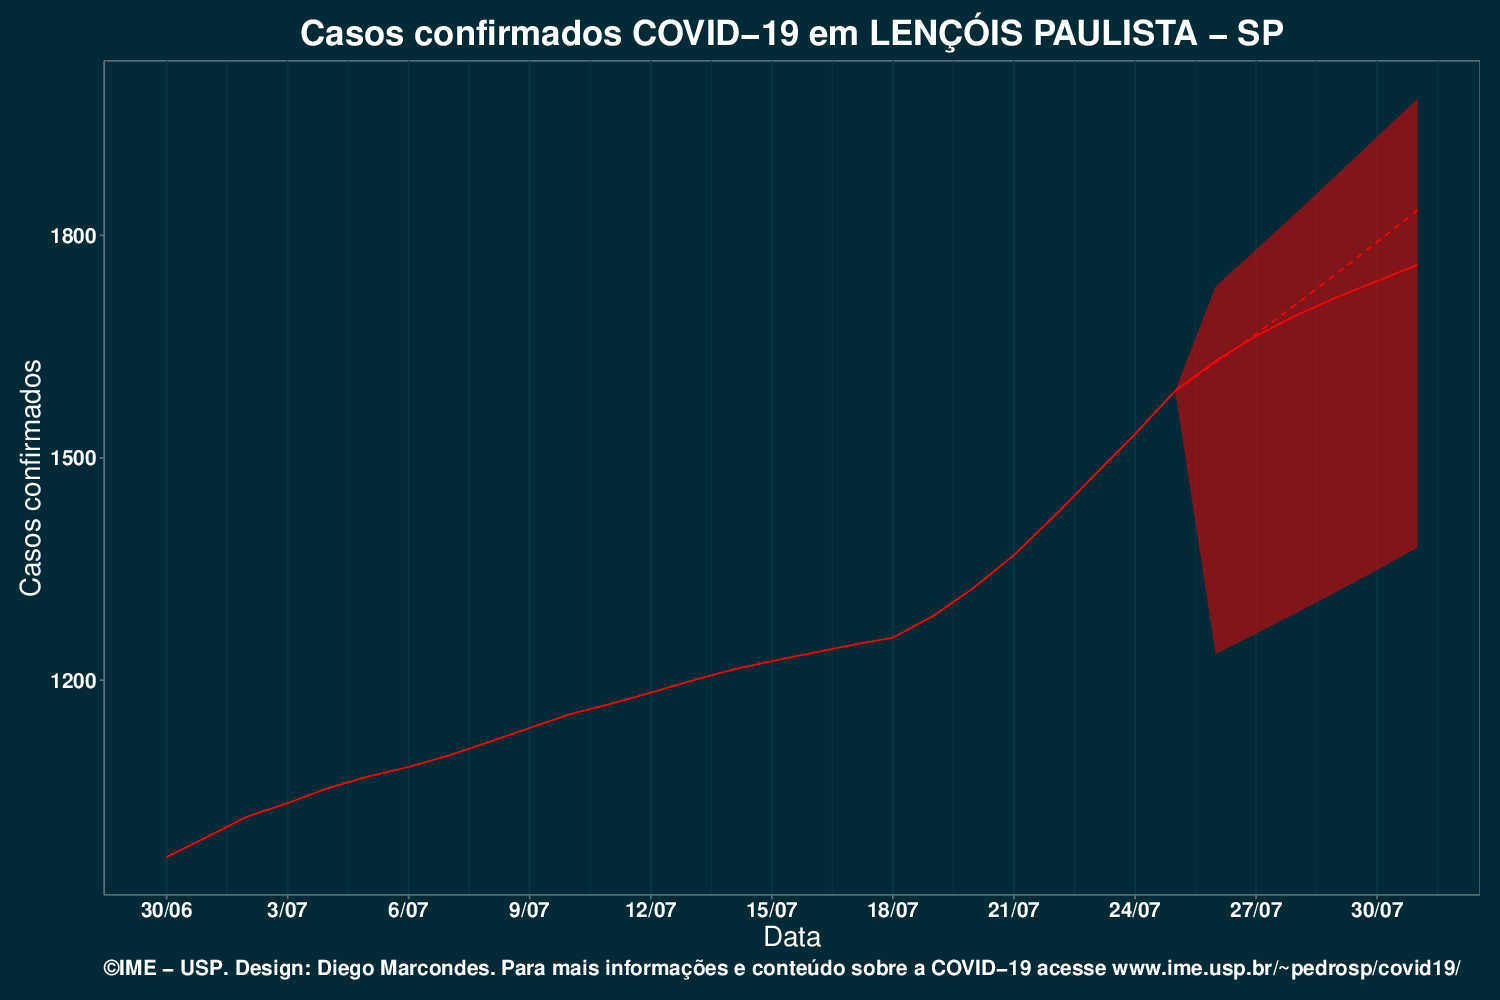 Casos confirmados COVID−19 em LENÇÓIS PAULISTA − SP
Casos confirmados
1800
1500
1200
30/06 3/07 6/07 9/07 12/07 15/07 18/07 21/07 24/07 27/07 30/07
Data
©IME − USP. Design: Diego Marcondes. Para mais informações e conteúdo sobre a COVID−19 acesse www.ime.usp.br/~pedrosp/covid19/